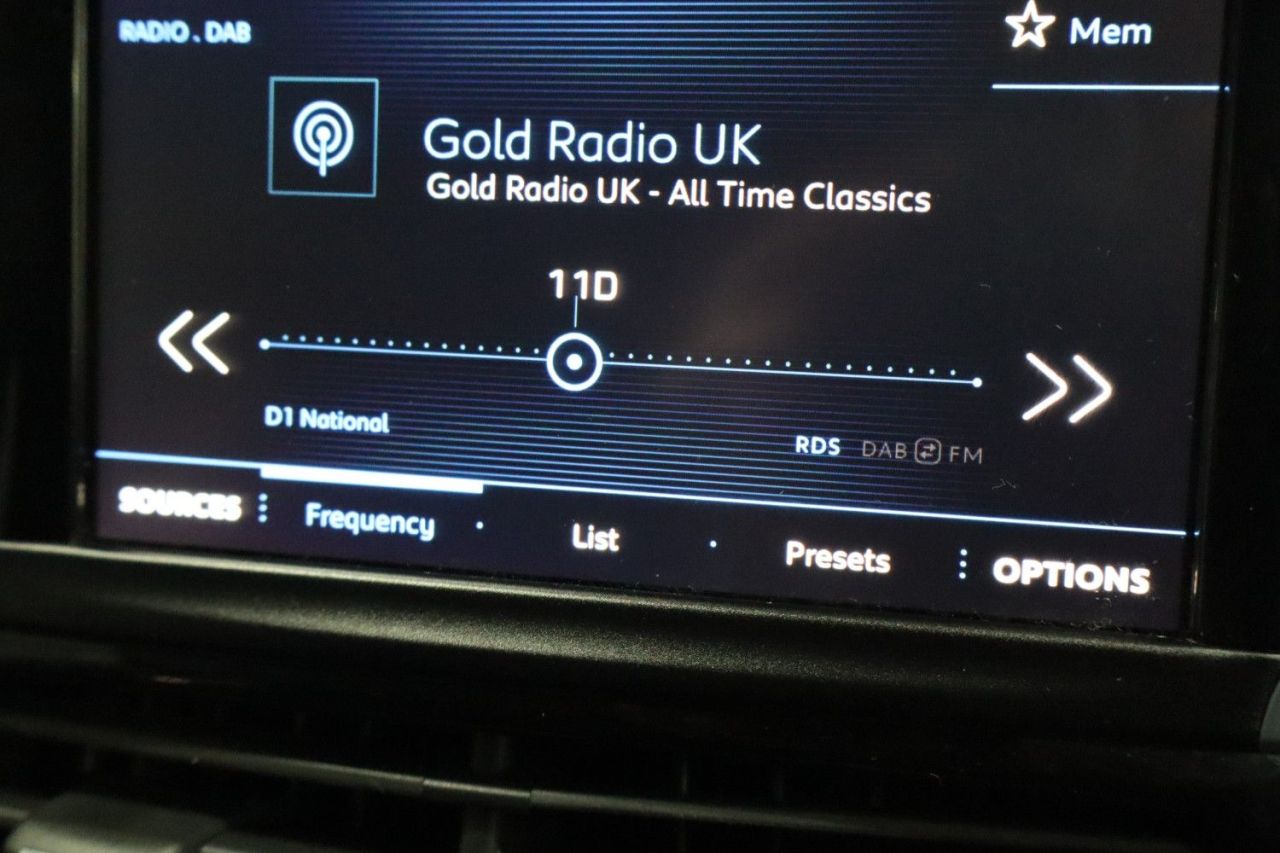 RADIO . DAB
Mem
Gold Radio UK
Gold Radio UK - All Time Classics
11D
D1 National
RDS DAB FM
SOURCES Frequency List Presets OPTIONS